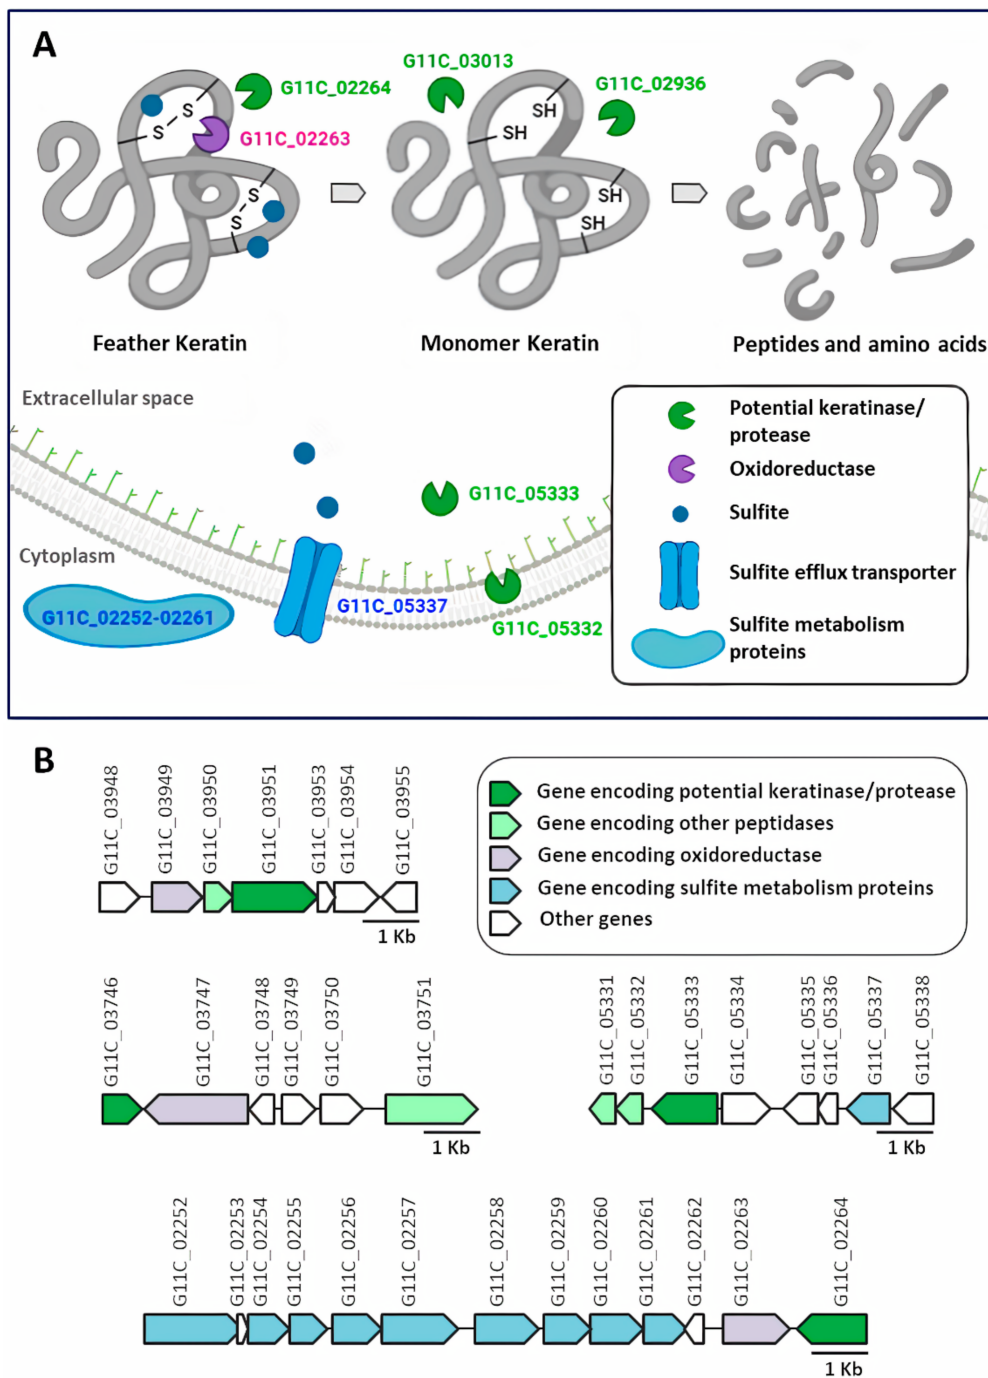 A
G11C_03013
G11C_02264
G11C_02936
S
S
SH
SH
G11C_02263
S
S
SH
SH
Feather Keratin
Monomer Keratin
Peptides and amino acids
Extracellular space
Potential keratinase/
protease
Oxidoreductase
G11C_05333
Sulfite
Cytoplasm
Sulfite efflux transporter
G11C_02252-02261
G11C_05337
G11C_05332
Sulfite metabolism
proteins
B
G11C_03948
G11C_03949
G11C_03950
G11C_03951
G11C_03953
G11C_03954
G11C_03955
1 Kb
Gene encoding potential keratinase/protease
Gene encoding other peptidases
Gene encoding oxidoreductase
Gene encoding sulfite metabolism proteins
Other genes
G11C_03746
G11C_03747
G11C_03748
G11C_03749
G11C_03750
G11C_03751
1 Kb
G11C_05331
G11C_05332
G11C_05333
G11C_05334
G11C_05335
G11C_05336
G11C_05337
G11C_05338
1 Kb
G11C_02252
G11C_02253
G11C_02254
G11C_02255
G11C_02256
G11C_02257
G11C_02258
G11C_02259
G11C_02260
G11C_02261
G11C_02262
G11C_02263
G11C_02264
1 Kb